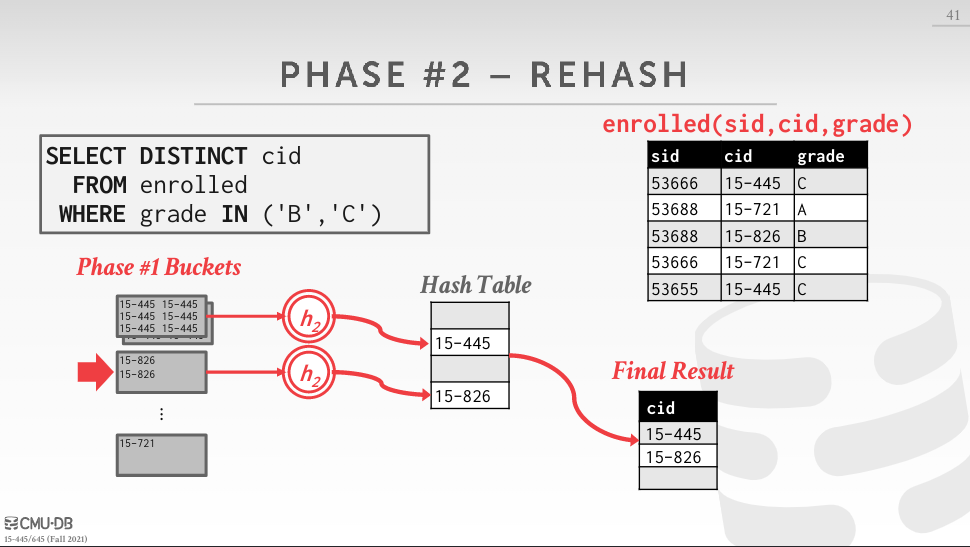 41
PHASE #2 – REHASH
SELECT DISTINCT cid
FROM enrolled
WHERE grade IN ('B','C')
enrolled(sid,cid,grade)
sid cid grade
53666 15-445 C
53688 15-721 A
53688 15-826 B
53666 15-721 C
53655 15-445 C
Phase #1 Buckets
15-445 15-445
15-445 15-445
15-445 15-445
15-826
15-826
⋮
15-721
h2
h2
Hash Table
15-445
15-826
Final Result
cid
15-445
15-826
CMU·DB
15-445/645 (Fall 2021)